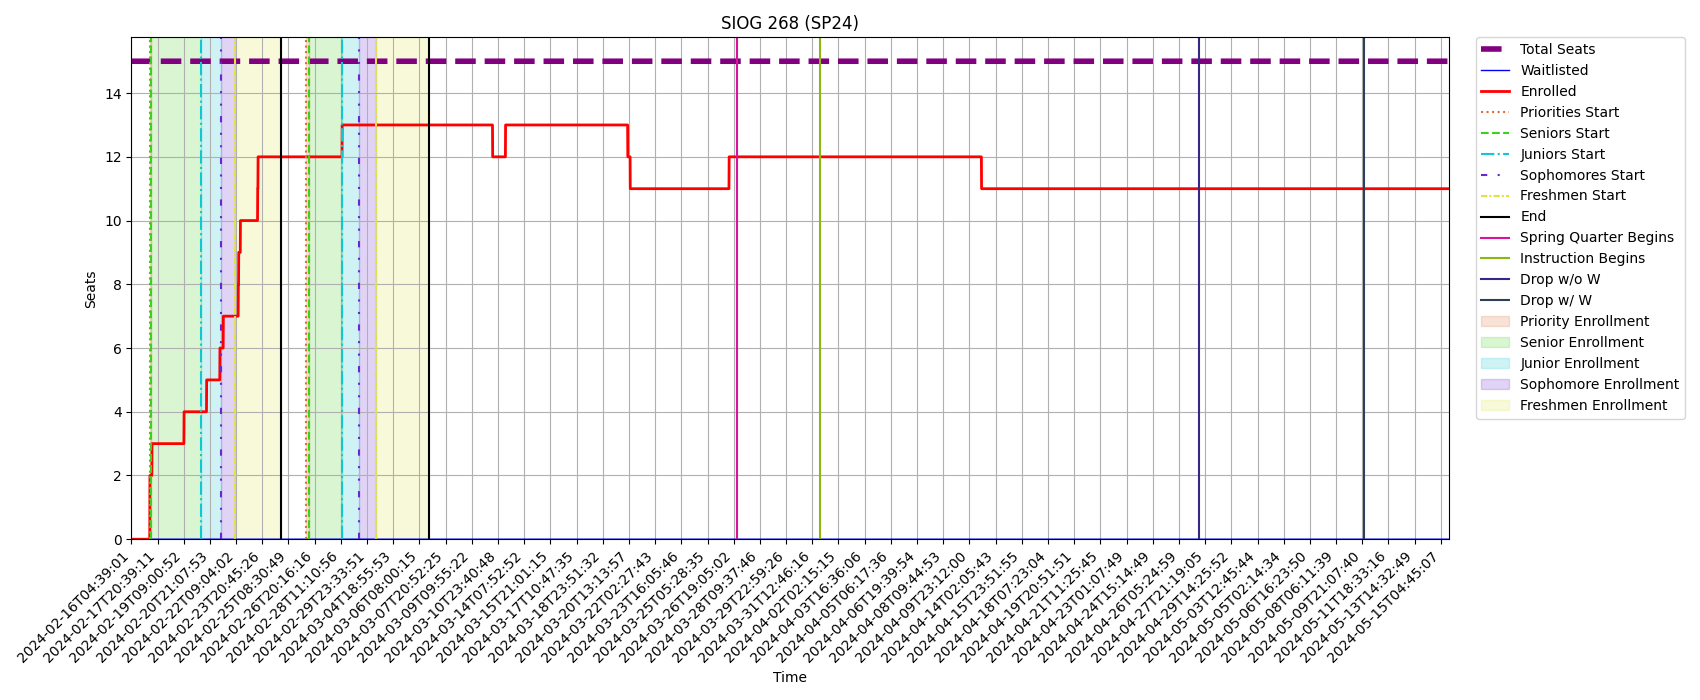 SIOG 268 (SP24)
Seats
14
12
10
8
6
4
2
0
2024-02-16T04:39:01
2024-02-17T20:39:11
2024-02-19T09:00:52
2024-02-20T21:07:53
2024-02-22T09:04:02
2024-02-23T20:45:26
2024-02-25T08:30:49
2024-02-26T20:16:16
2024-02-28T11:10:56
2024-02-29T23:33:51
2024-03-04T18:55:53
2024-03-06T08:00:15
2024-03-07T20:52:25
2024-03-09T09:55:22
2024-03-10T23:40:48
2024-03-14T07:52:52
2024-03-15T21:01:15
2024-03-17T10:47:35
2024-03-18T23:51:32
2024-03-20T13:13:57
2024-03-22T02:27:43
2024-03-23T16:05:46
2024-03-25T05:28:35
2024-03-26T19:05:02
2024-03-28T09:37:46
2024-03-29T22:59:26
2024-03-31T12:46:16
2024-04-02T02:15:15
2024-04-03T16:36:06
2024-04-05T06:17:36
2024-04-06T19:39:54
2024-04-08T09:44:53
2024-04-09T23:12:00
2024-04-14T02:05:43
2024-04-15T23:51:55
2024-04-18T07:23:04
2024-04-19T20:51:51
2024-04-21T11:25:45
2024-04-23T01:07:49
2024-04-24T15:14:49
2024-04-26T05:24:59
2024-04-27T21:19:05
2024-04-29T14:25:52
2024-05-03T12:45:44
2024-05-05T02:14:34
2024-05-06T16:23:50
2024-05-08T06:11:39
2024-05-09T21:07:40
2024-05-11T18:33:16
2024-05-13T14:32:49
2024-05-15T04:45:07
Time
Total Seats
Waitlisted
Enrolled
Priorities Start
Seniors Start
Juniors Start
Sophomores Start
Freshmen Start
End
Spring Quarter Begins
Instruction Begins
Drop w/o W
Drop w/ W
Priority Enrollment
Senior Enrollment
Junior Enrollment
Sophomore Enrollment
Freshmen Enrollment